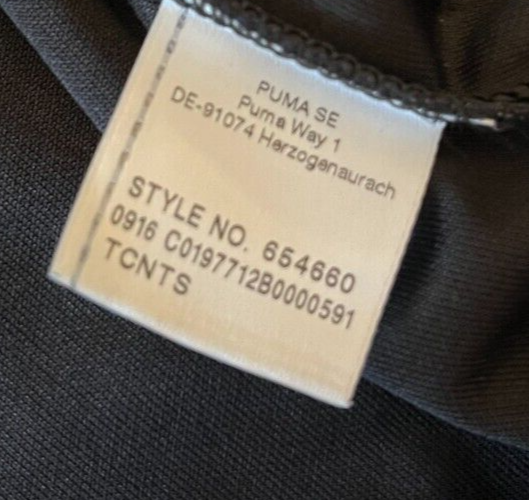 PUMA SE
Puma Way 1
DE-91074 Herzogenaurach
STYLE NO. 654660
0916 C0197712B0000591
TCNTS